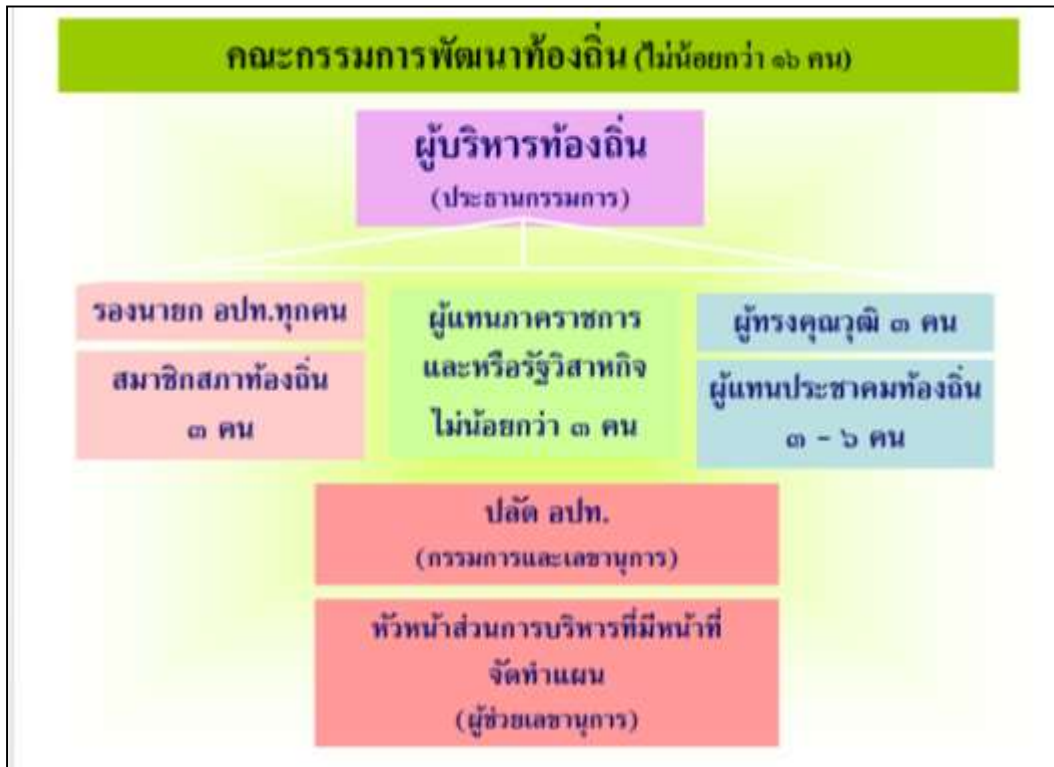 คณะกรรมการพัฒนาท้องถิ่น (ไม่น้อยกว่า ๑๖ คน)
ผู้บริหารท้องถิ่น
(ประธานกรรมการ)
รองนายก อปท.ทุกคน
สมาชิกสภาท้องถิ่น
๓ คน
ผู้แทนภาคราชการ
และหรือรัฐวิสาหกิจ
ไม่น้อยกว่า ๓ คน
ผู้ทรงคุณวุฒิ ๓ คน
ผู้แทนประชาคมท้องถิ่น
๓ - ๖ คน
ปลัด อปท.
(กรรมการและเลขานุการ)
หัวหน้าส่วนการบริหารที่มีหน้าที่
จัดทำแผน
(ผู้ช่วยเลขานุการ)